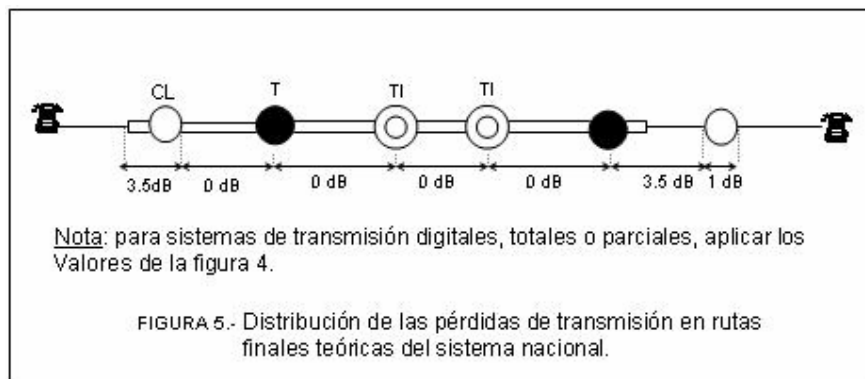 CL T TI TI
3.5dB 0 dB 0 dB 0 dB 0 dB 3.5 dB 1 dB
Nota: para sistemas de transmisión digitales, totales o parciales, aplicar los
Valores de la figura 4.
FIGURA 5.- Distribución de las pérdidas de transmisión en rutas
finales teóricas del sistema nacional.